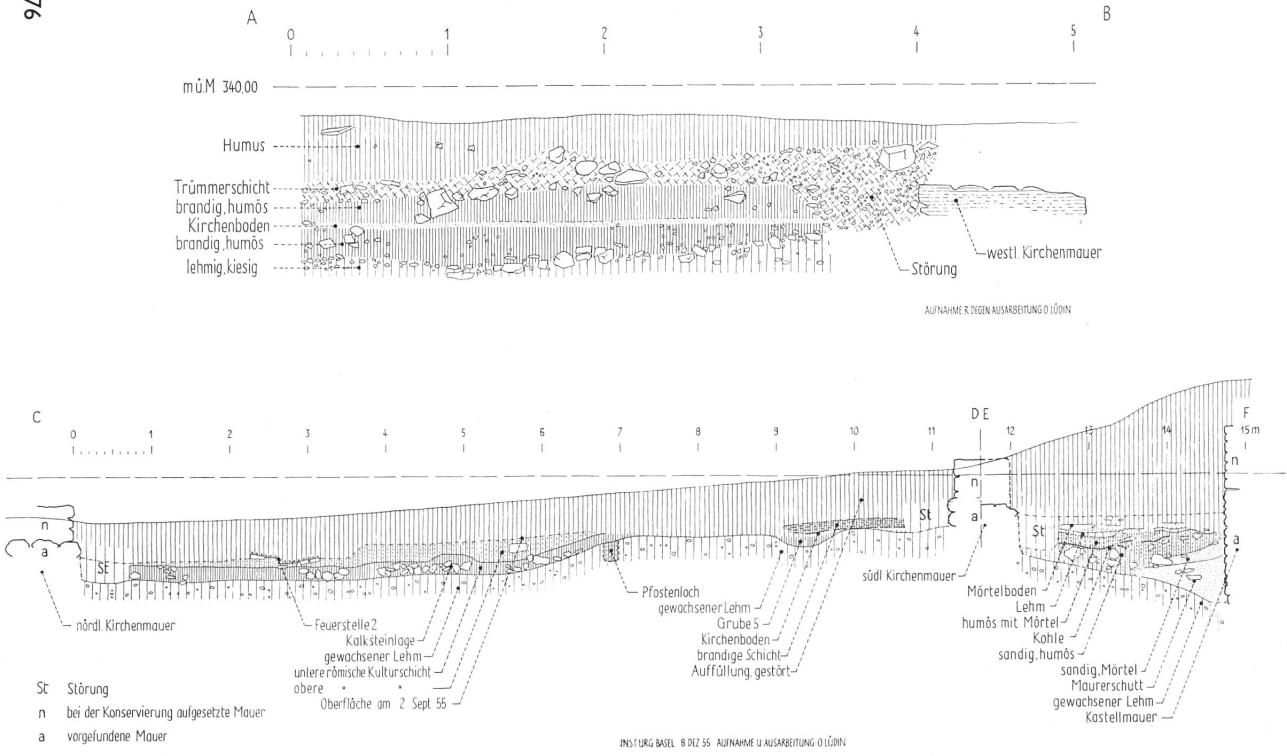 76
A B
0 1 2 3 4 5
m ü.M 340.00
Humus
Trümmerschicht
brandig, humös
Kirchenboden
brandig, humös
lehmig, kiesig
westl. Kirchenmauer
Störung
AUFNAHME R. DEGEN AUSARBEITUNG O. LÜDIN
C D E F
0 1 2 3 4 5 6 7 8 9 10 11 12 13 14 15 m
n
a
St
nördl. Kirchenmauer
Feuerstelle 2
Kalksteinlage
gewachsener Lehm
untere römische Kulturschicht
obere " "
Oberfläche am 2 Sept 55
Pfostenloch
gewachsener Lehm
Grube 5
Kirchenboden
brandige Schicht
Auffüllung, gestört
St
n
a
südl Kirchenmauer
St
n
a
Mörtelboden
Lehm
humös mit Mörtel
Kohle
sandig, humös
sandig, Mörtel
Maurerschutt
gewachsener Lehm
Kastellmauer
St Störung
n bei der Konservierung aufgesetzte Mauer
a vorgefundene Mauer
INST URG BASEL 8 DEZ 55 AUFNAHME U AUSARBEITUNG O LÜDIN